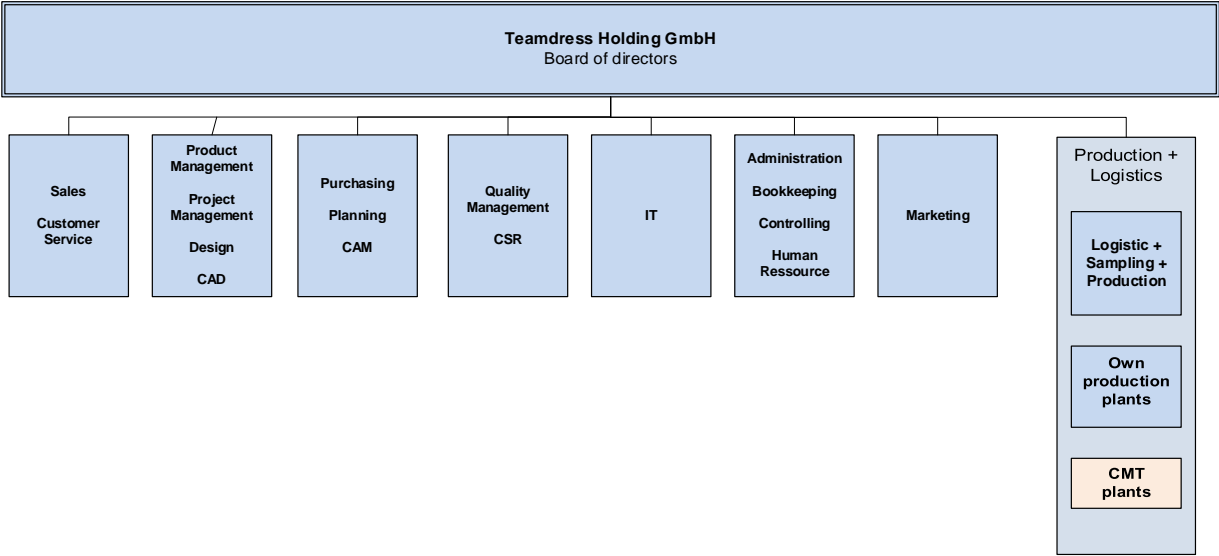 Teamdress Holding GmbH
Board of directors
Sales
Customer
Service
Product
Management
Project
Management
Design
CAD
Purchasing
Planning
CAM
Quality
Management
CSR
IT
Administration
Bookkeeping
Controlling
Human
Ressource
Marketing
Production +
Logistics
Logistic +
Sampling +
Production
Own
production
plants
CMT
plants